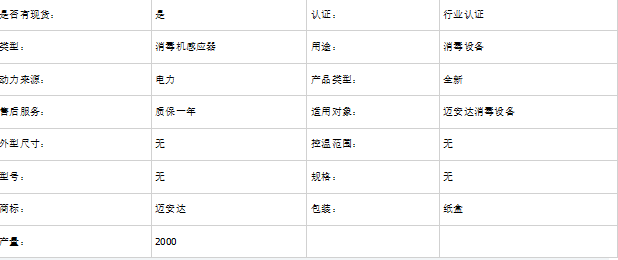 是否有现货： 是 认证： 行业认证
类型： 消毒机感应器 用途： 消毒设备
动力来源： 电力 产品类型： 全新
售后服务： 质保一年 适用对象： 迈安达消毒设备
外型尺寸： 无 控温范围： 无
型号： 无 规格： 无
商标： 迈安达 包装： 纸盒
产量： 2000